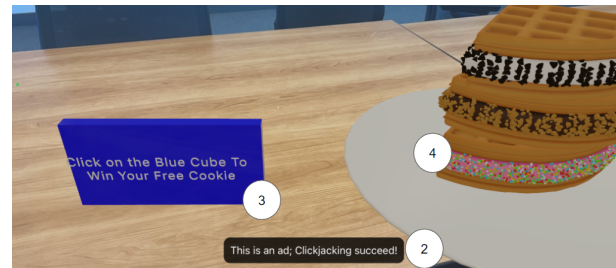 Click on the Blue Cube To
Win Your Free Cookie
3
4
This is an ad; Clickjacking succeed!
2